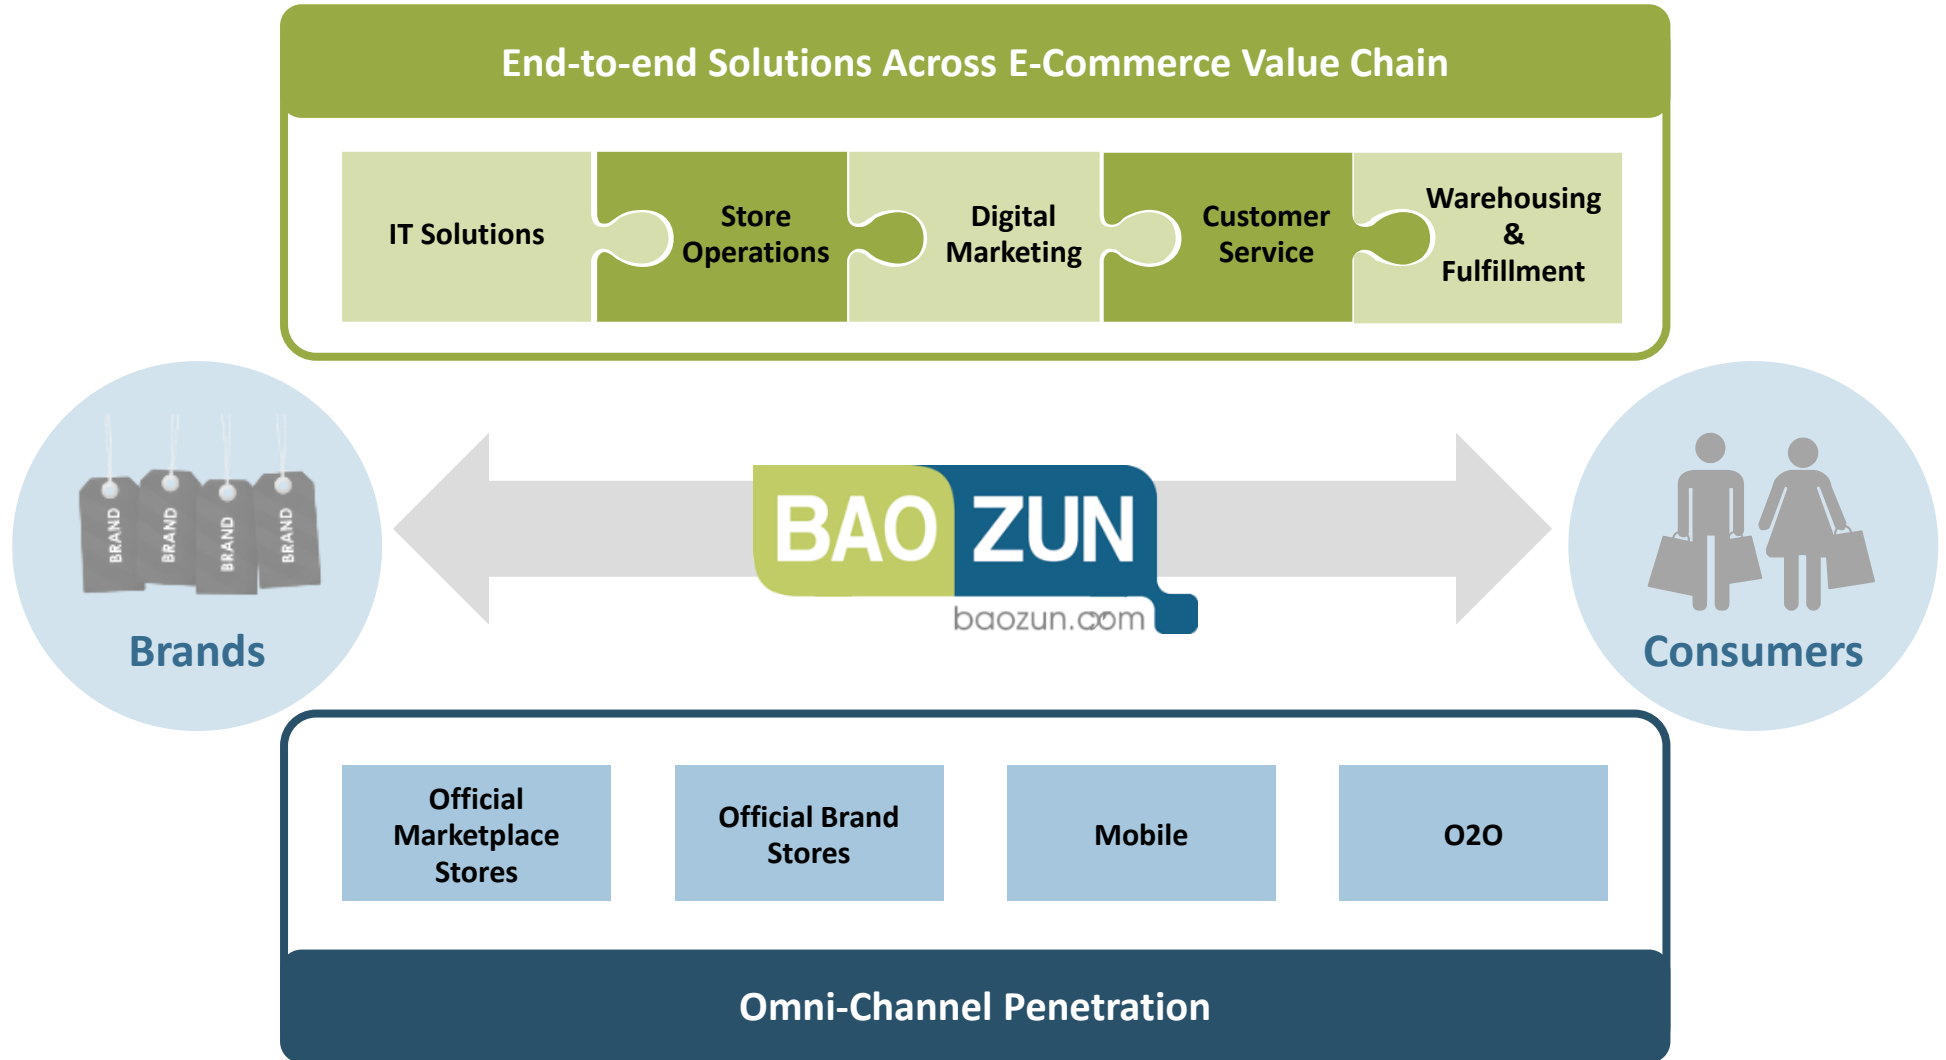 End-to-end Solutions Across E-Commerce Value Chain
IT Solutions
Store
Operations
Digital
Marketing
Customer
Service
Warehousing
&
Fulfillment
BRAND
BRAND
BRAND
BRAND
Brands
BAO ZUN
baozun.com
Consumers
Official
Marketplace
Stores
Official Brand
Stores
Mobile
O2O
Omni-Channel Penetration